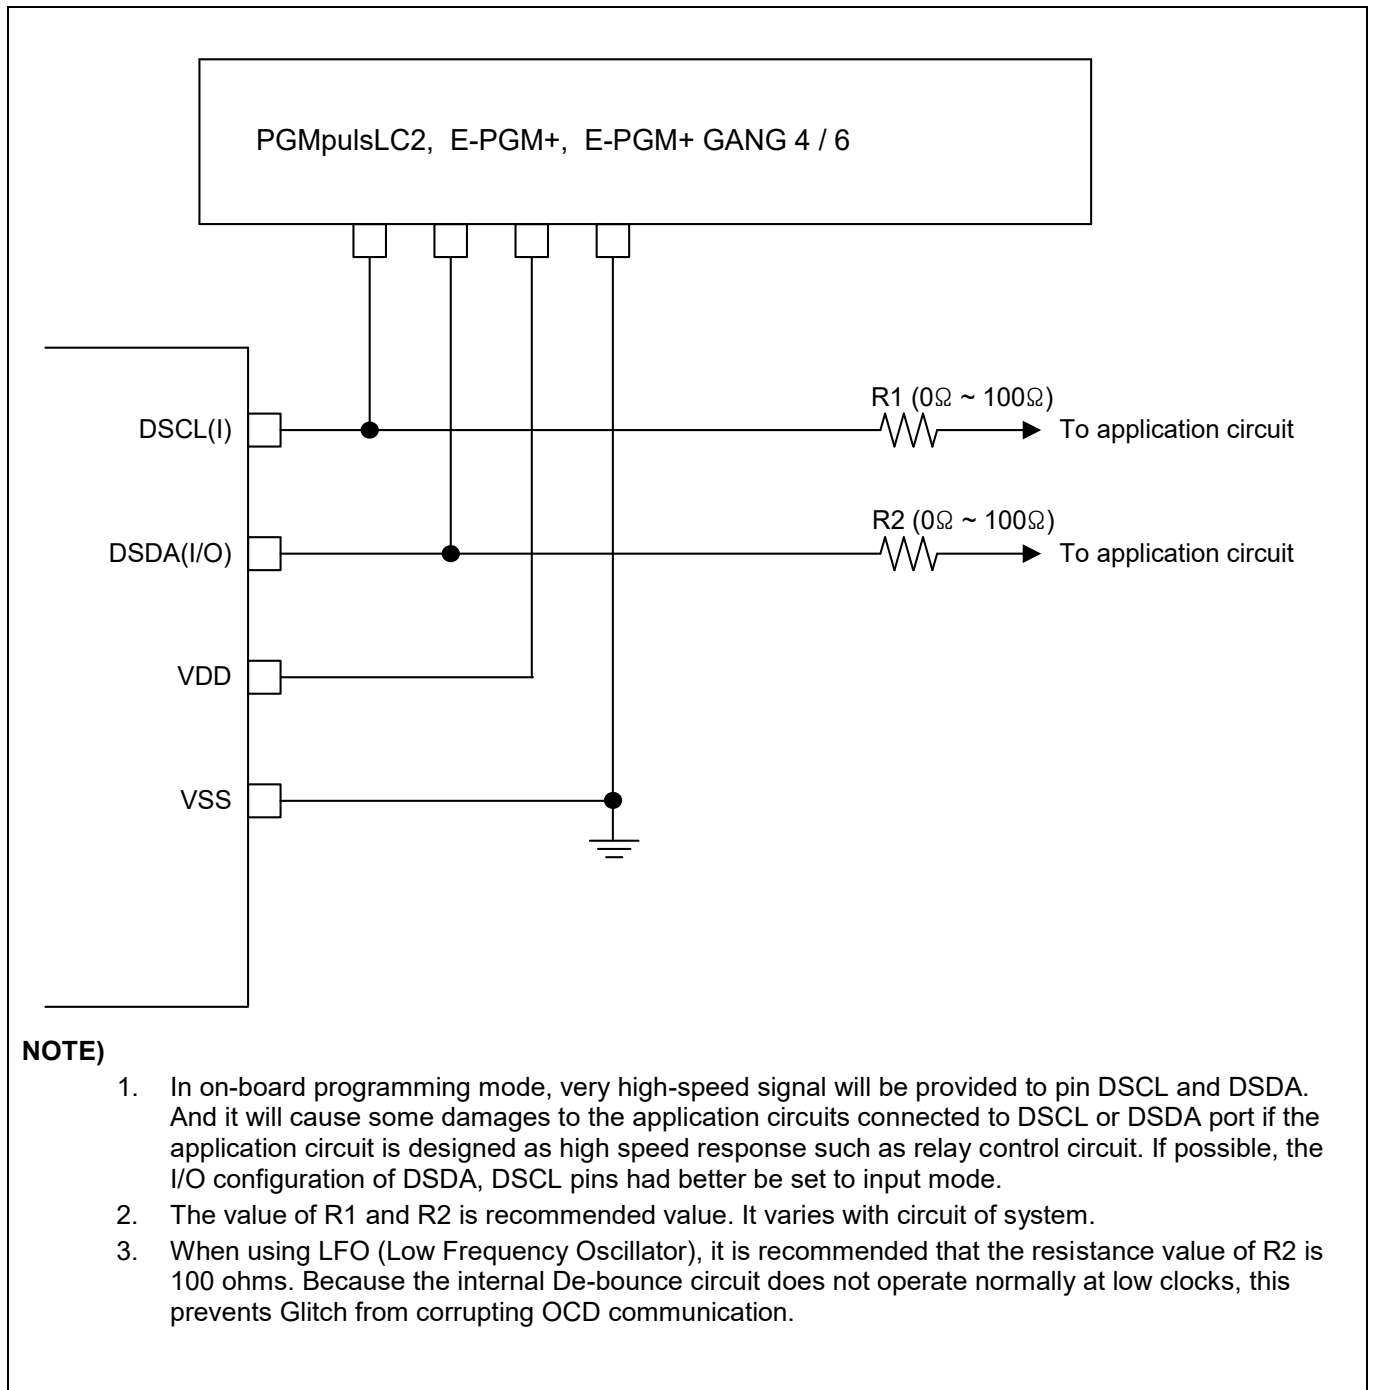 PGMpulsLC2, E-PGM+, E-PGM+ GANG 4 / 6
R1 (0Ω ~ 100Ω)
DSCL(I)
To application circuit
R2 (0Ω ~ 100Ω)
DSDA(I/O)
To application circuit
VDD
VSS
NOTE)
1. In on-board programming mode, very high-speed signal will be provided to pin DSCL and DSDA.
And it will cause some damages to the application circuits connected to DSCL or DSDA port if the
application circuit is designed as high speed response such as relay control circuit. If possible, the
I/O configuration of DSDA, DSCL pins had better be set to input mode.
2. The value of R1 and R2 is recommended value. It varies with circuit of system.
3. When using LFO (Low Frequency Oscillator), it is recommended that the resistance value of R2 is
100 ohms. Because the internal De-bounce circuit does not operate normally at low clocks, this
prevents Glitch from corrupting OCD communication.